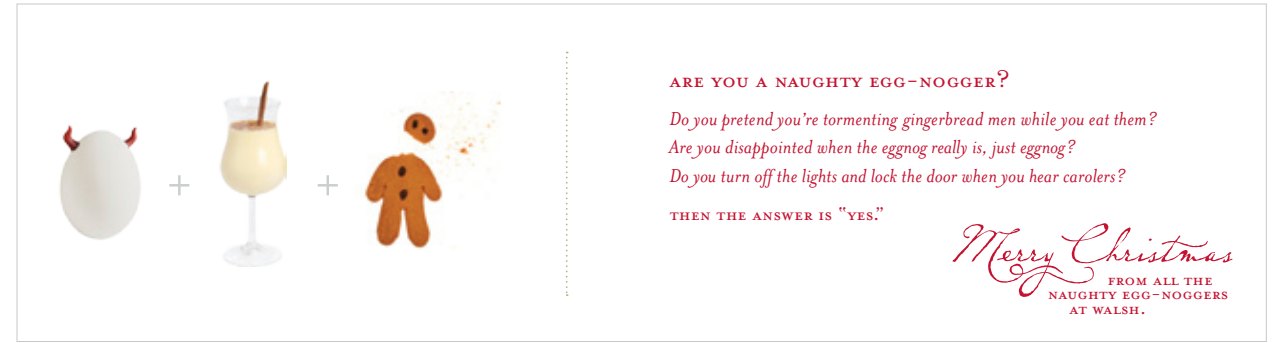 ARE YOU A NAUGHTY EGG-NOGGER?
Do you pretend you're tormenting gingerbread men while you eat them?
Are you disappointed when the eggnog really is, just eggnog?
Do you turn off the lights and lock the door when you hear carolers?
THEN THE ANSWER IS "YES."
Merry Christmas
FROM ALL THE
NAUGHTY EGG-NOGGERS
AT WALSH.